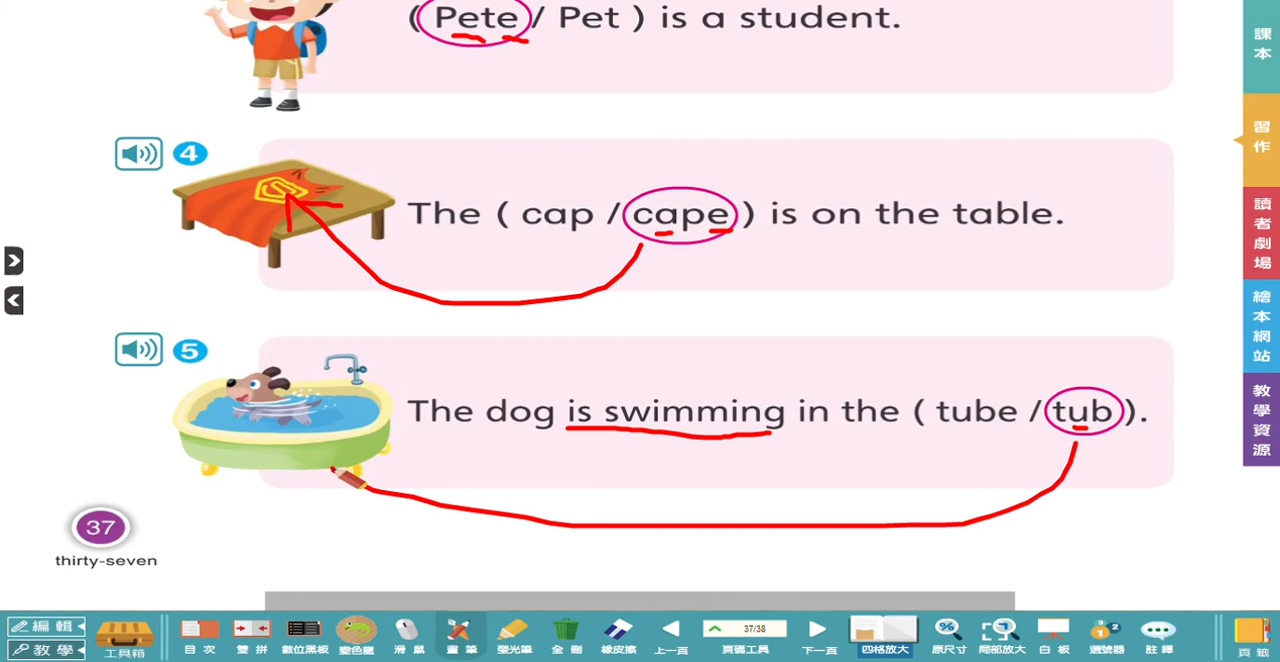 ( Pete / Pet ) is a student.
4
The ( cap / cape ) is on the table.
5
The dog is swimming in the ( tube / tub ).
37
thirty-seven
課本
習作
讀者劇場
繪本網站
教學資源
編輯
教學
工具箱
目次
雙拼
數位黑板
變色龍
滑鼠
畫筆
螢光筆
全刪
橡皮擦
上一頁
37/38
頁碼工具
下一頁
四格放大
原尺寸
局部放大
白板
選號器
註釋
頁籤